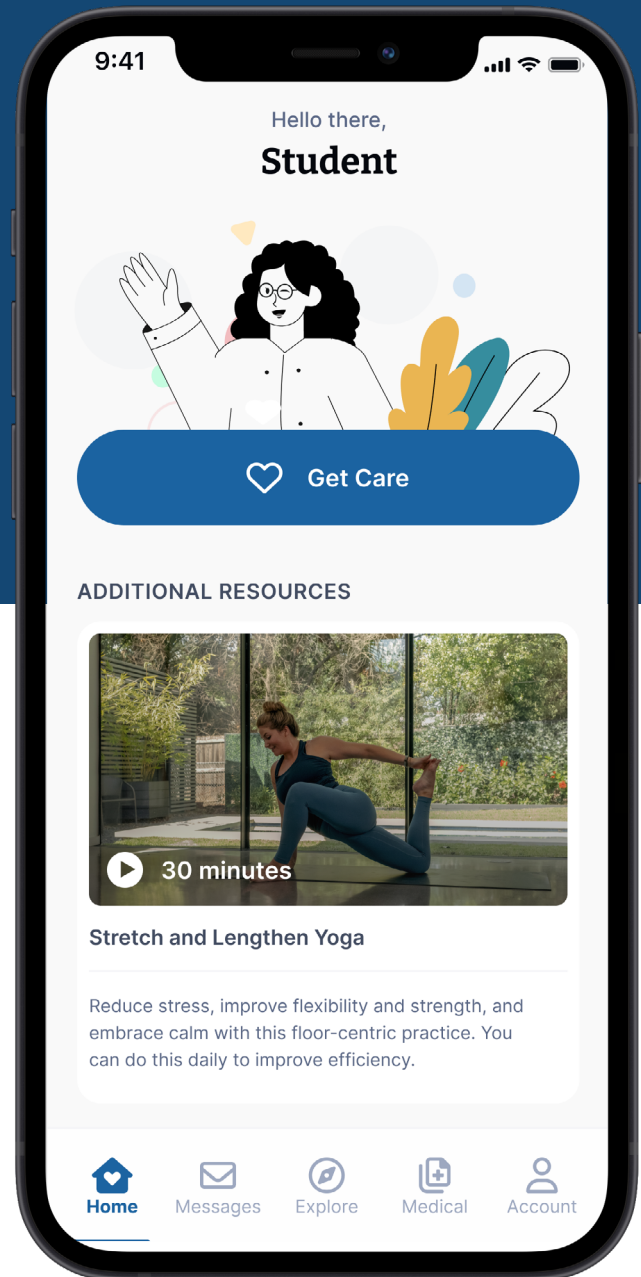 9:41
Hello there,
Student
Get Care
ADDITIONAL RESOURCES
30 minutes
Stretch and Lengthen Yoga
Reduce stress, improve flexibility and strength, and
embrace calm with this floor-centric practice. You
can do this daily to improve efficiency.
Home Messages Explore Medical Account